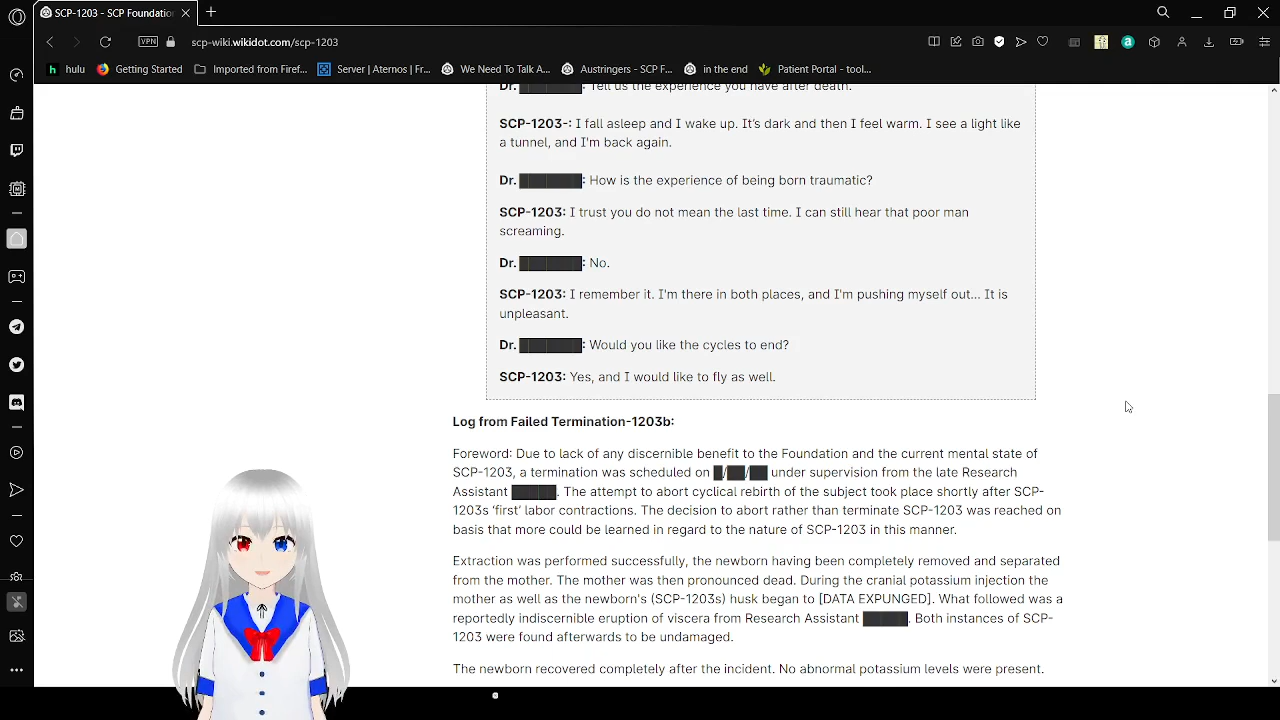 SCP-1203 - SCP Foundation
VPN
scp-wiki.wikidot.com/scp-1203
hulu
Getting Started
Imported from Firef...
Server | Aternos | Fr...
We Need To Talk A...
Austringers - SCP F...
in the end
Patient Portal - tool...
Dr. ███████: Tell us the experience you have after death.
SCP-1203-: I fall asleep and I wake up. It's dark and then I feel warm. I see a light like
a tunnel, and I'm back again.
Dr. ███████: How is the experience of being born traumatic?
SCP-1203: I trust you do not mean the last time. I can still hear that poor man
screaming.
Dr. ███████: No.
SCP-1203: I remember it. I'm there in both places, and I'm pushing myself out... It is
unpleasant.
Dr. ███████: Would you like the cycles to end?
SCP-1203: Yes, and I would like to fly as well.
Log from Failed Termination-1203b:
Foreword: Due to lack of any discernible benefit to the Foundation and the current mental state of
SCP-1203, a termination was scheduled on █/██/██ under supervision from the late Research
Assistant █████. The attempt to abort cyclical rebirth of the subject took place shortly after SCP-
1203s ‘first’ labor contractions. The decision to abort rather than terminate SCP-1203 was reached on
basis that more could be learned in regard to the nature of SCP-1203 in this manner.
Extraction was performed successfully, the newborn having been completely removed and separated
from the mother. The mother was then pronounced dead. During the cranial potassium injection the
mother as well as the newborn's (SCP-1203s) husk began to [DATA EXPUNGED]. What followed was a
reportedly indiscernible eruption of viscera from Research Assistant █████. Both instances of SCP-
1203 were found afterwards to be undamaged.
The newborn recovered completely after the incident. No abnormal potassium levels were present.